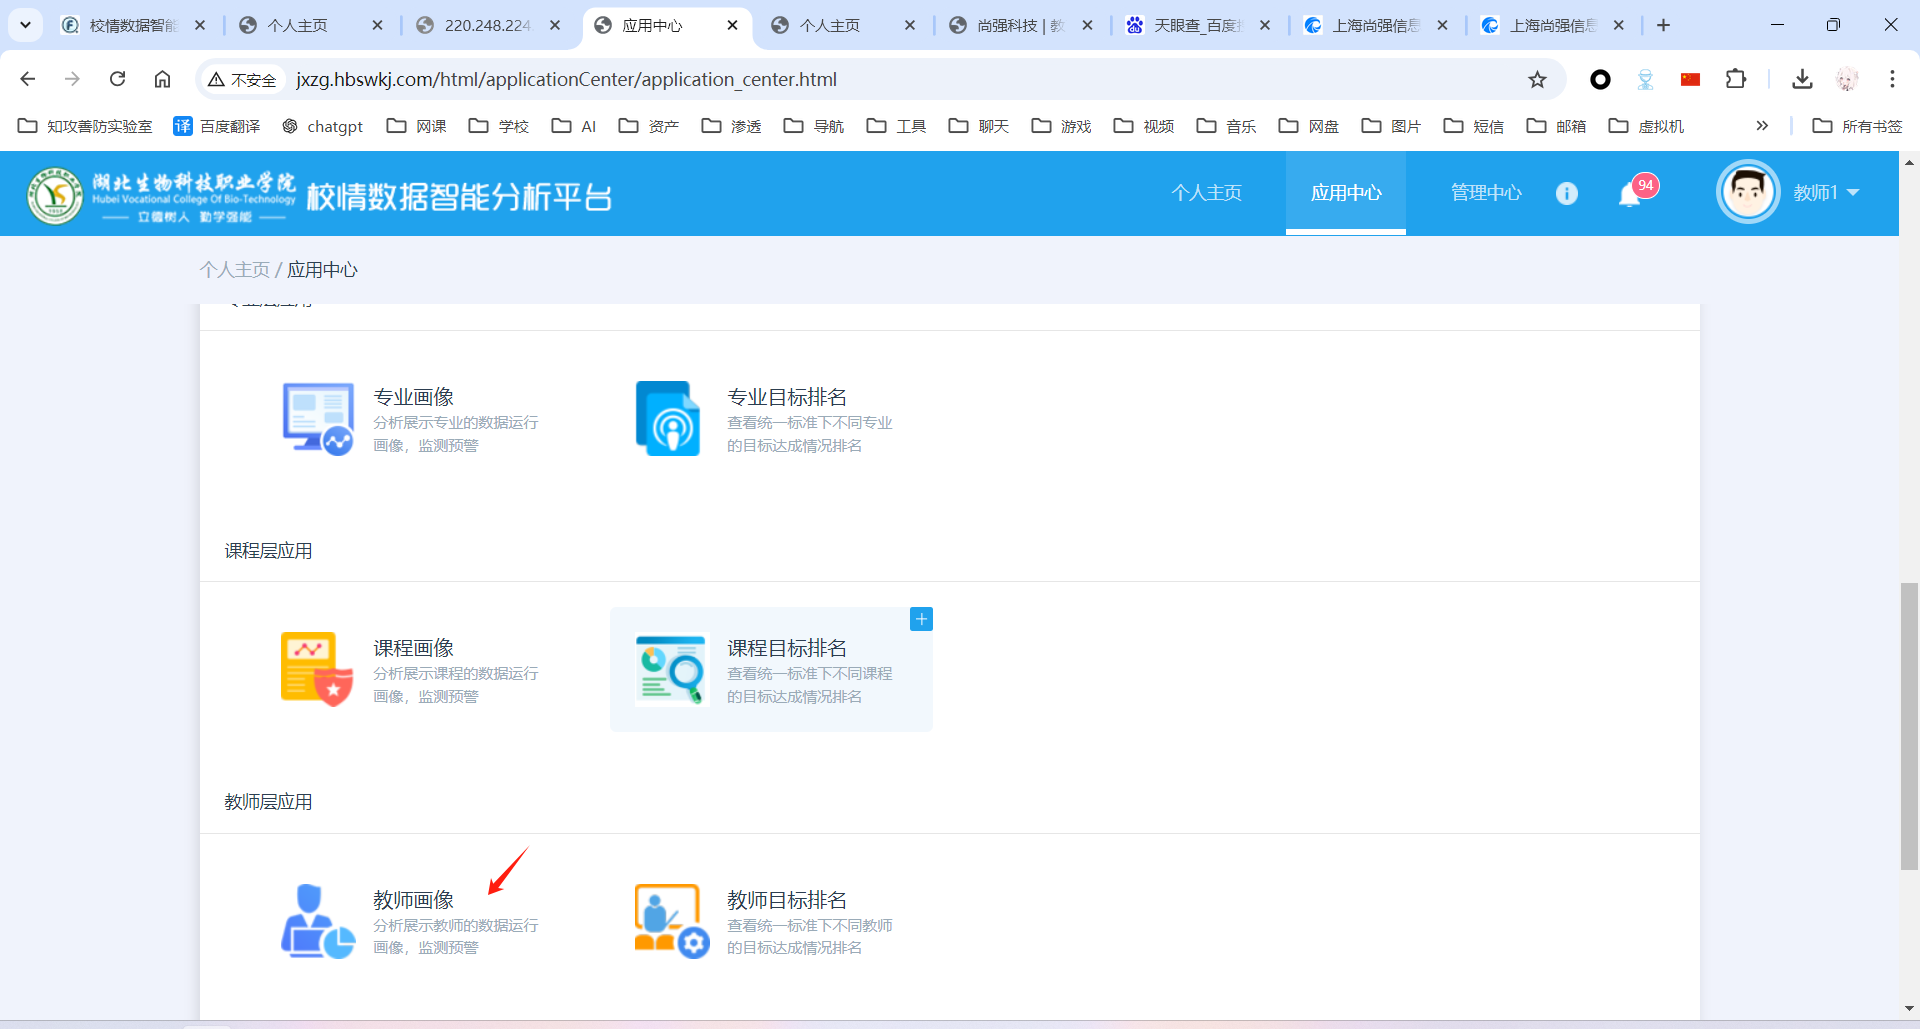 校情数据智能
个人主页
220.248.224.
应用中心
个人主页
尚强科技 | 教
天眼查_百度搜
上海尚强信息
上海尚强信息
不安全
jxzg.hbswkj.com/html/applicationCenter/application_center.html
知攻善防实验室
百度翻译
chatgpt
网课
学校
AI
资产
渗透
导航
工具
聊天
游戏
视频
音乐
网盘
图片
短信
邮箱
虚拟机
所有书签
湖北生物科技职业学院
Hubei Vocational College Of Bio-Technology
立德树人 勤学强能
校情数据智能分析平台
个人主页
应用中心
管理中心
94
教师1
个人主页 / 应用中心
专业层应用
专业画像
分析展示专业的数据运行
画像，监测预警
专业目标排名
查看统一标准下不同专业
的目标达成情况排名
课程层应用
课程画像
分析展示课程的数据运行
画像，监测预警
课程目标排名
查看统一标准下不同课程
的目标达成情况排名
教师层应用
教师画像
分析展示教师的数据运行
画像，监测预警
教师目标排名
查看统一标准下不同教师
的目标达成情况排名